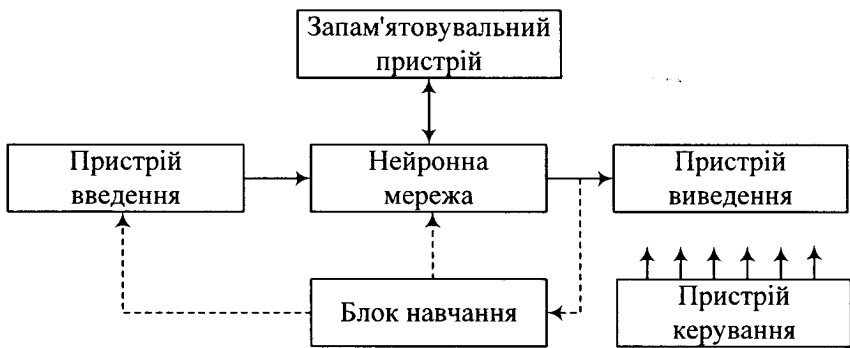 Запам'ятовувальний
пристрій
Пристрій
введення
Нейронна
мережа
Пристрій
виведення
Блок навчання
Пристрій
керування